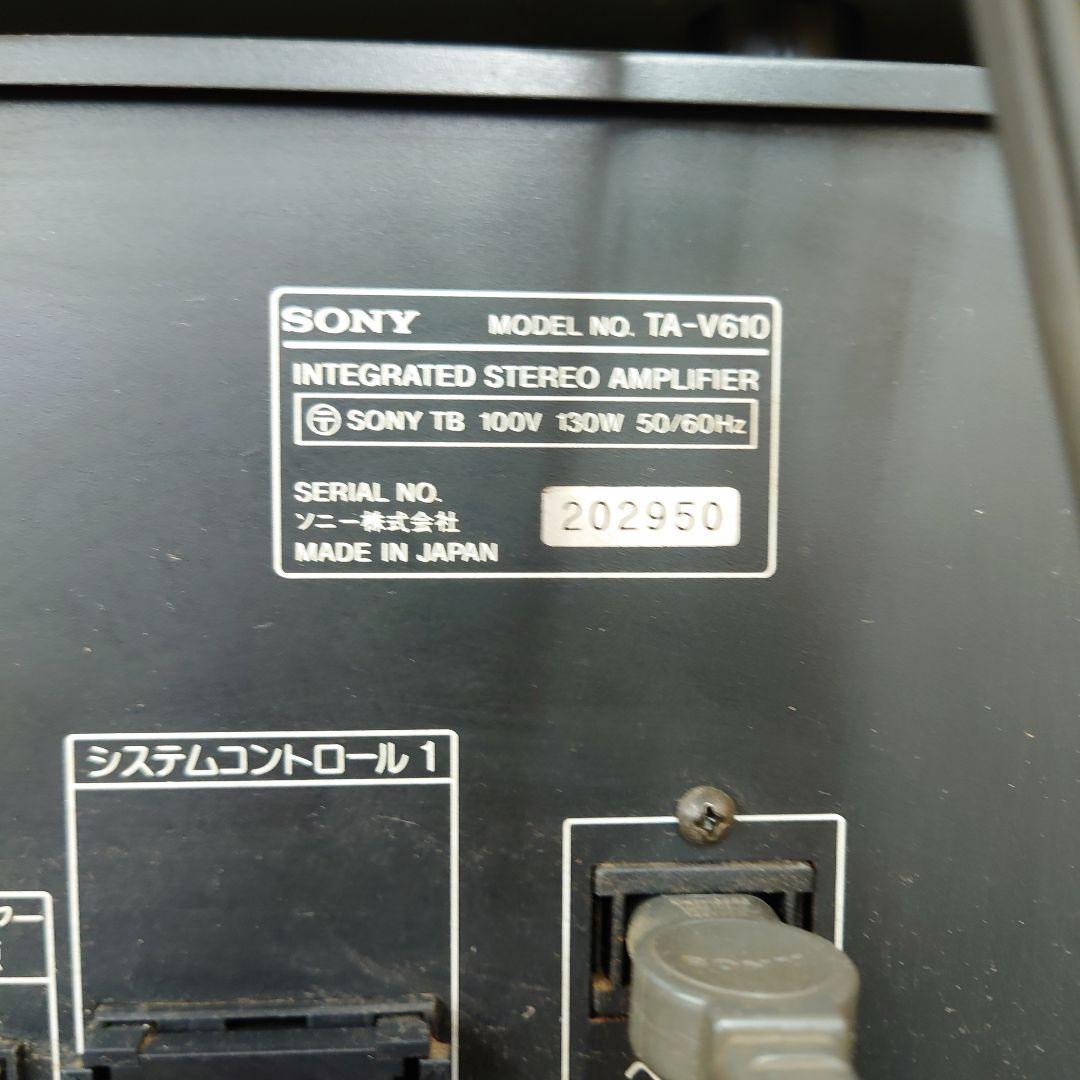 SONY MODEL NO. TA-V610
INTEGRATED STEREO AMPLIFIER
〒 SONY TB 100V 130W 50/60Hz
SERIAL NO. 202950
ソニー株式会社
MADE IN JAPAN
システムコントロール 1
SONY